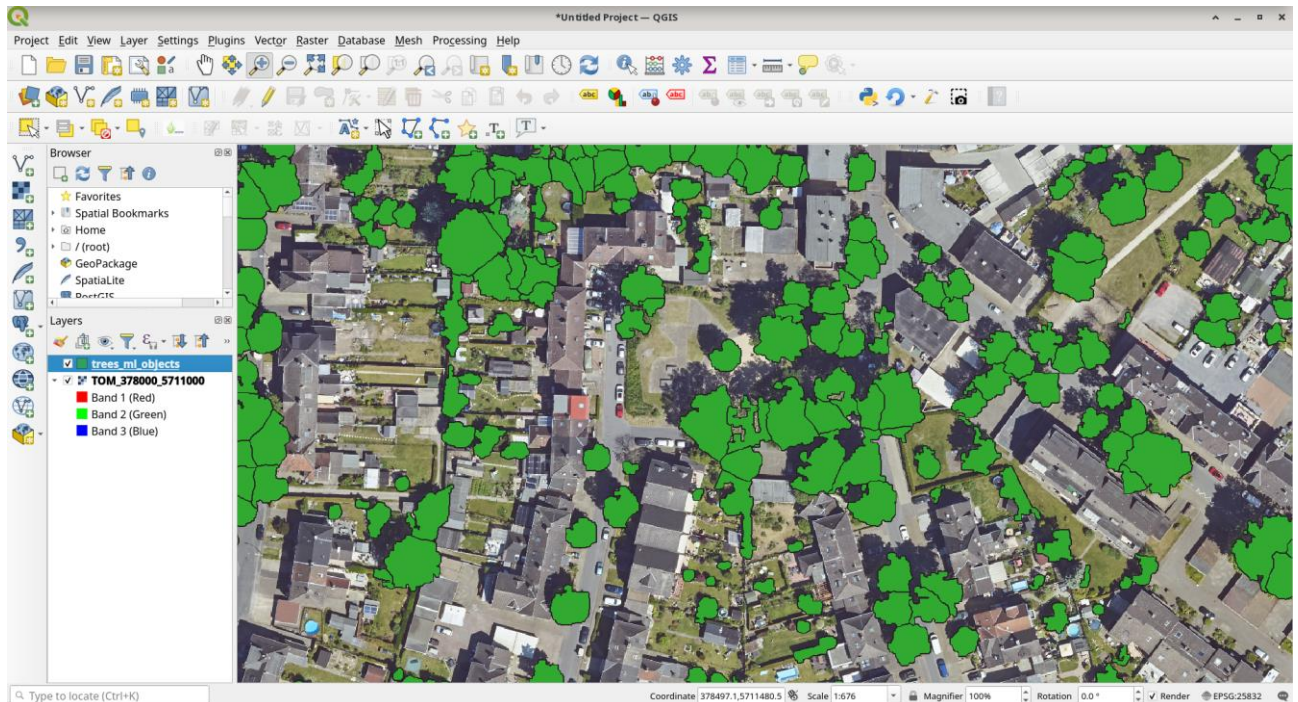 *Untitled Project — QGIS
Project Edit View Layer Settings Plugins Vector Raster Database Mesh Processing Help
Browser
Favorites
Spatial Bookmarks
Home
/ (root)
GeoPackage
SpatiaLite
PostGIS
Layers
trees_ml_objects
TOM_378000_5711000
Band 1 (Red)
Band 2 (Green)
Band 3 (Blue)
Type to locate (Ctrl+K)
Coordinate 378497.1,5711480.5 Scale 1:676 Magnifier 100% Rotation 0.0 ° Render EPSG:25832